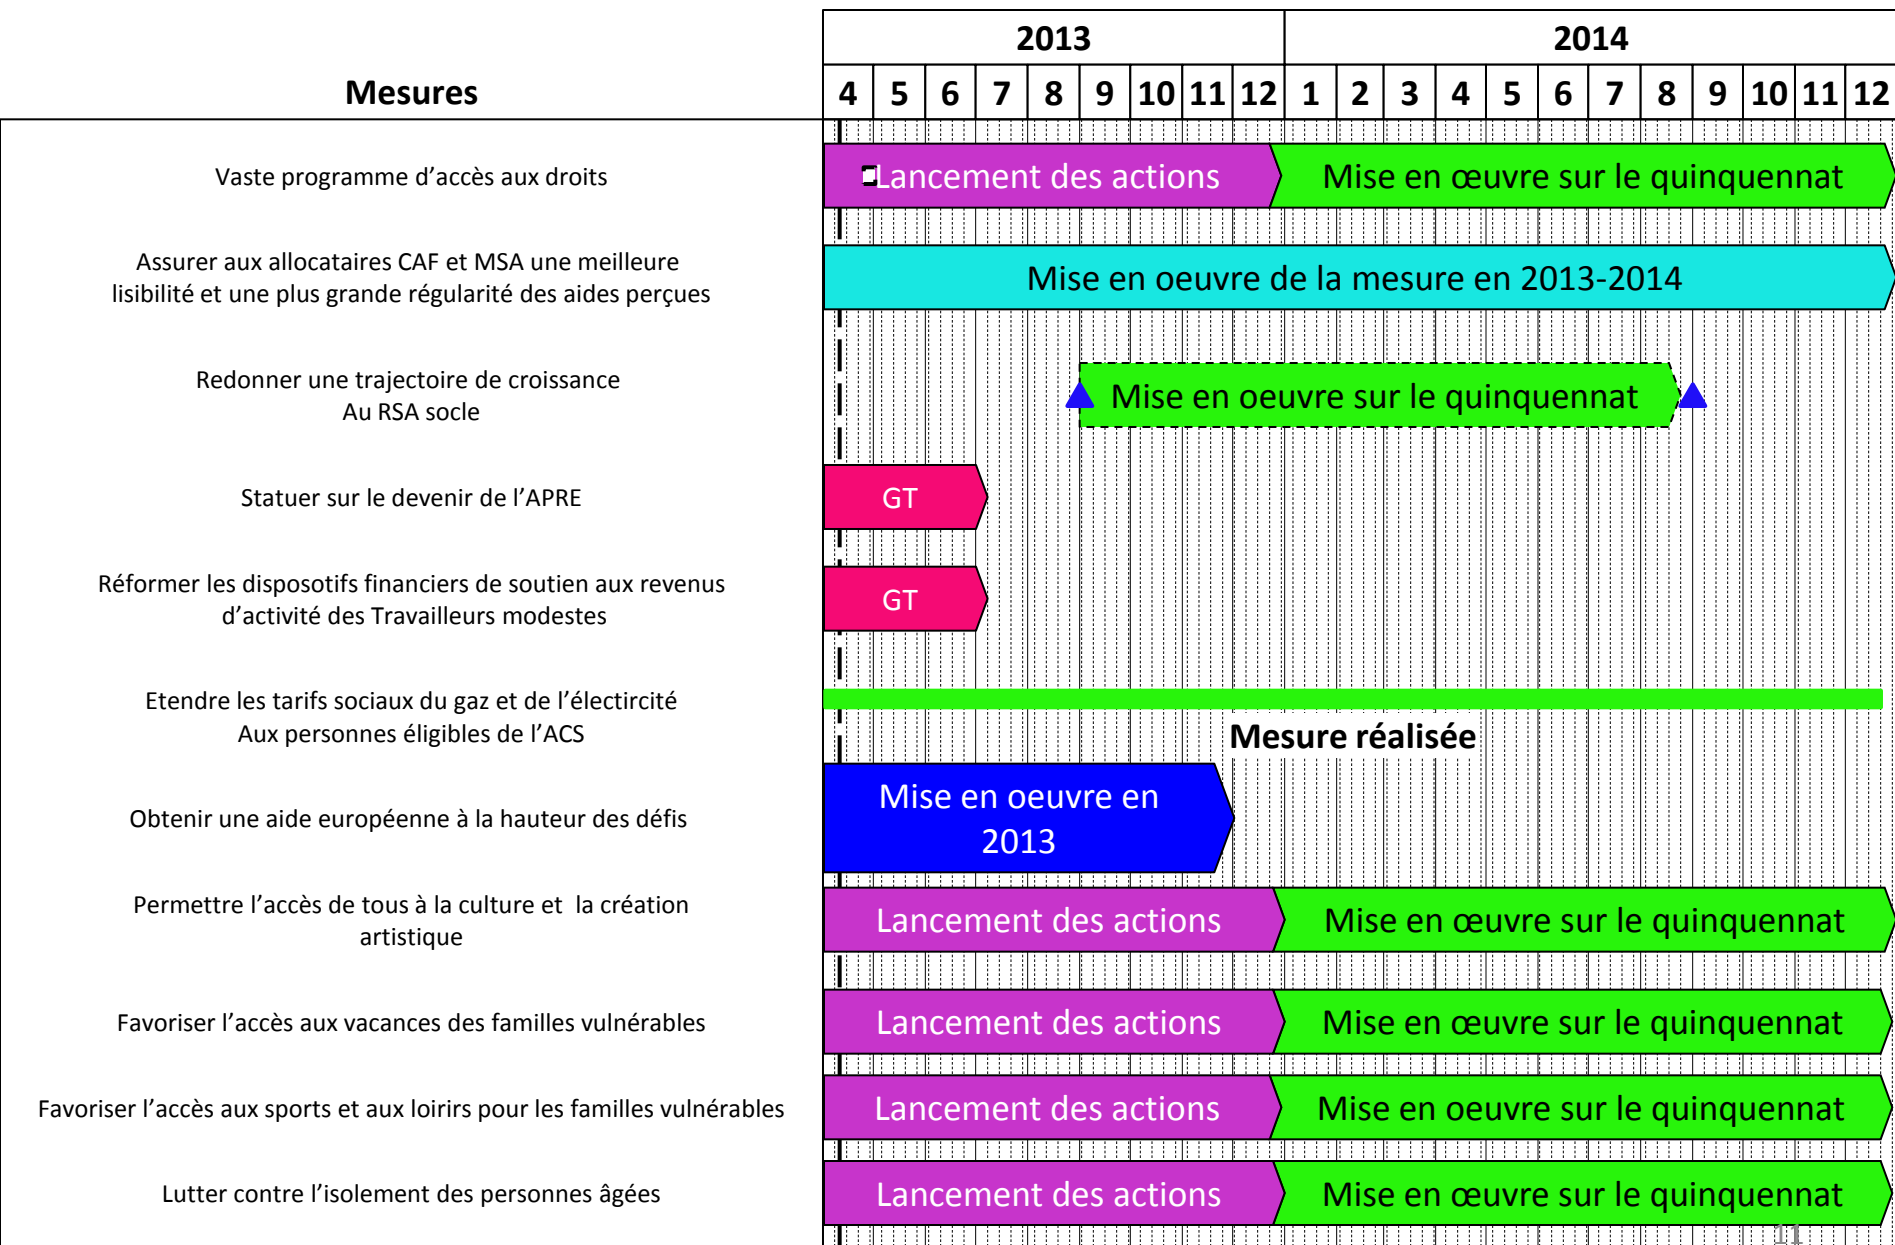 2013 2014
Mesures
4 5 6 7 8 9 10 11 12 1 2 3 4 5 6 7 8 9 10 11 12
Vaste programme d’accès aux droits
Lancement des actions
Mise en œuvre sur le quinquennat
Assurer aux allocataires CAF et MSA une meilleure
lisibilité et une plus grande régularité des aides perçues
Mise en oeuvre de la mesure en 2013-2014
Redonner une trajectoire de croissance
Au RSA socle
Mise en oeuvre sur le quinquennat
Statuer sur le devenir de l’APRE
GT
Réformer les disposotifs financiers de soutien aux revenus
d’activité des Travailleurs modestes
GT
Etendre les tarifs sociaux du gaz et de l’électircité
Aux personnes éligibles de l’ACS
Mesure réalisée
Obtenir une aide européenne à la hauteur des défis
Mise en oeuvre en
2013
Permettre l’accès de tous à la culture et la création
artistique
Lancement des actions
Mise en œuvre sur le quinquennat
Favoriser l’accès aux vacances des familles vulnérables
Lancement des actions
Mise en œuvre sur le quinquennat
Favoriser l’accès aux sports et aux loirirs pour les familles vulnérables
Lancement des actions
Mise en oeuvre sur le quinquennat
Lutter contre l’isolement des personnes âgées
Lancement des actions
Mise en œuvre sur le quinquennat
11